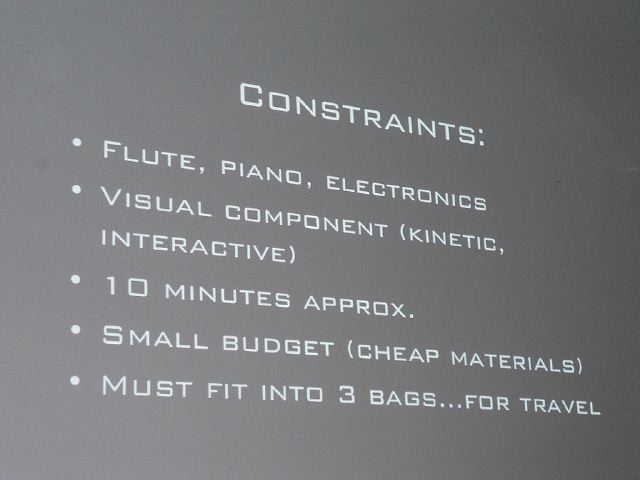 Constraints:
• Flute, piano, electronics
• Visual component (kinetic,
interactive)
• 10 minutes approx.
• Small budget (cheap materials)
• Must fit into 3 bags...for travel